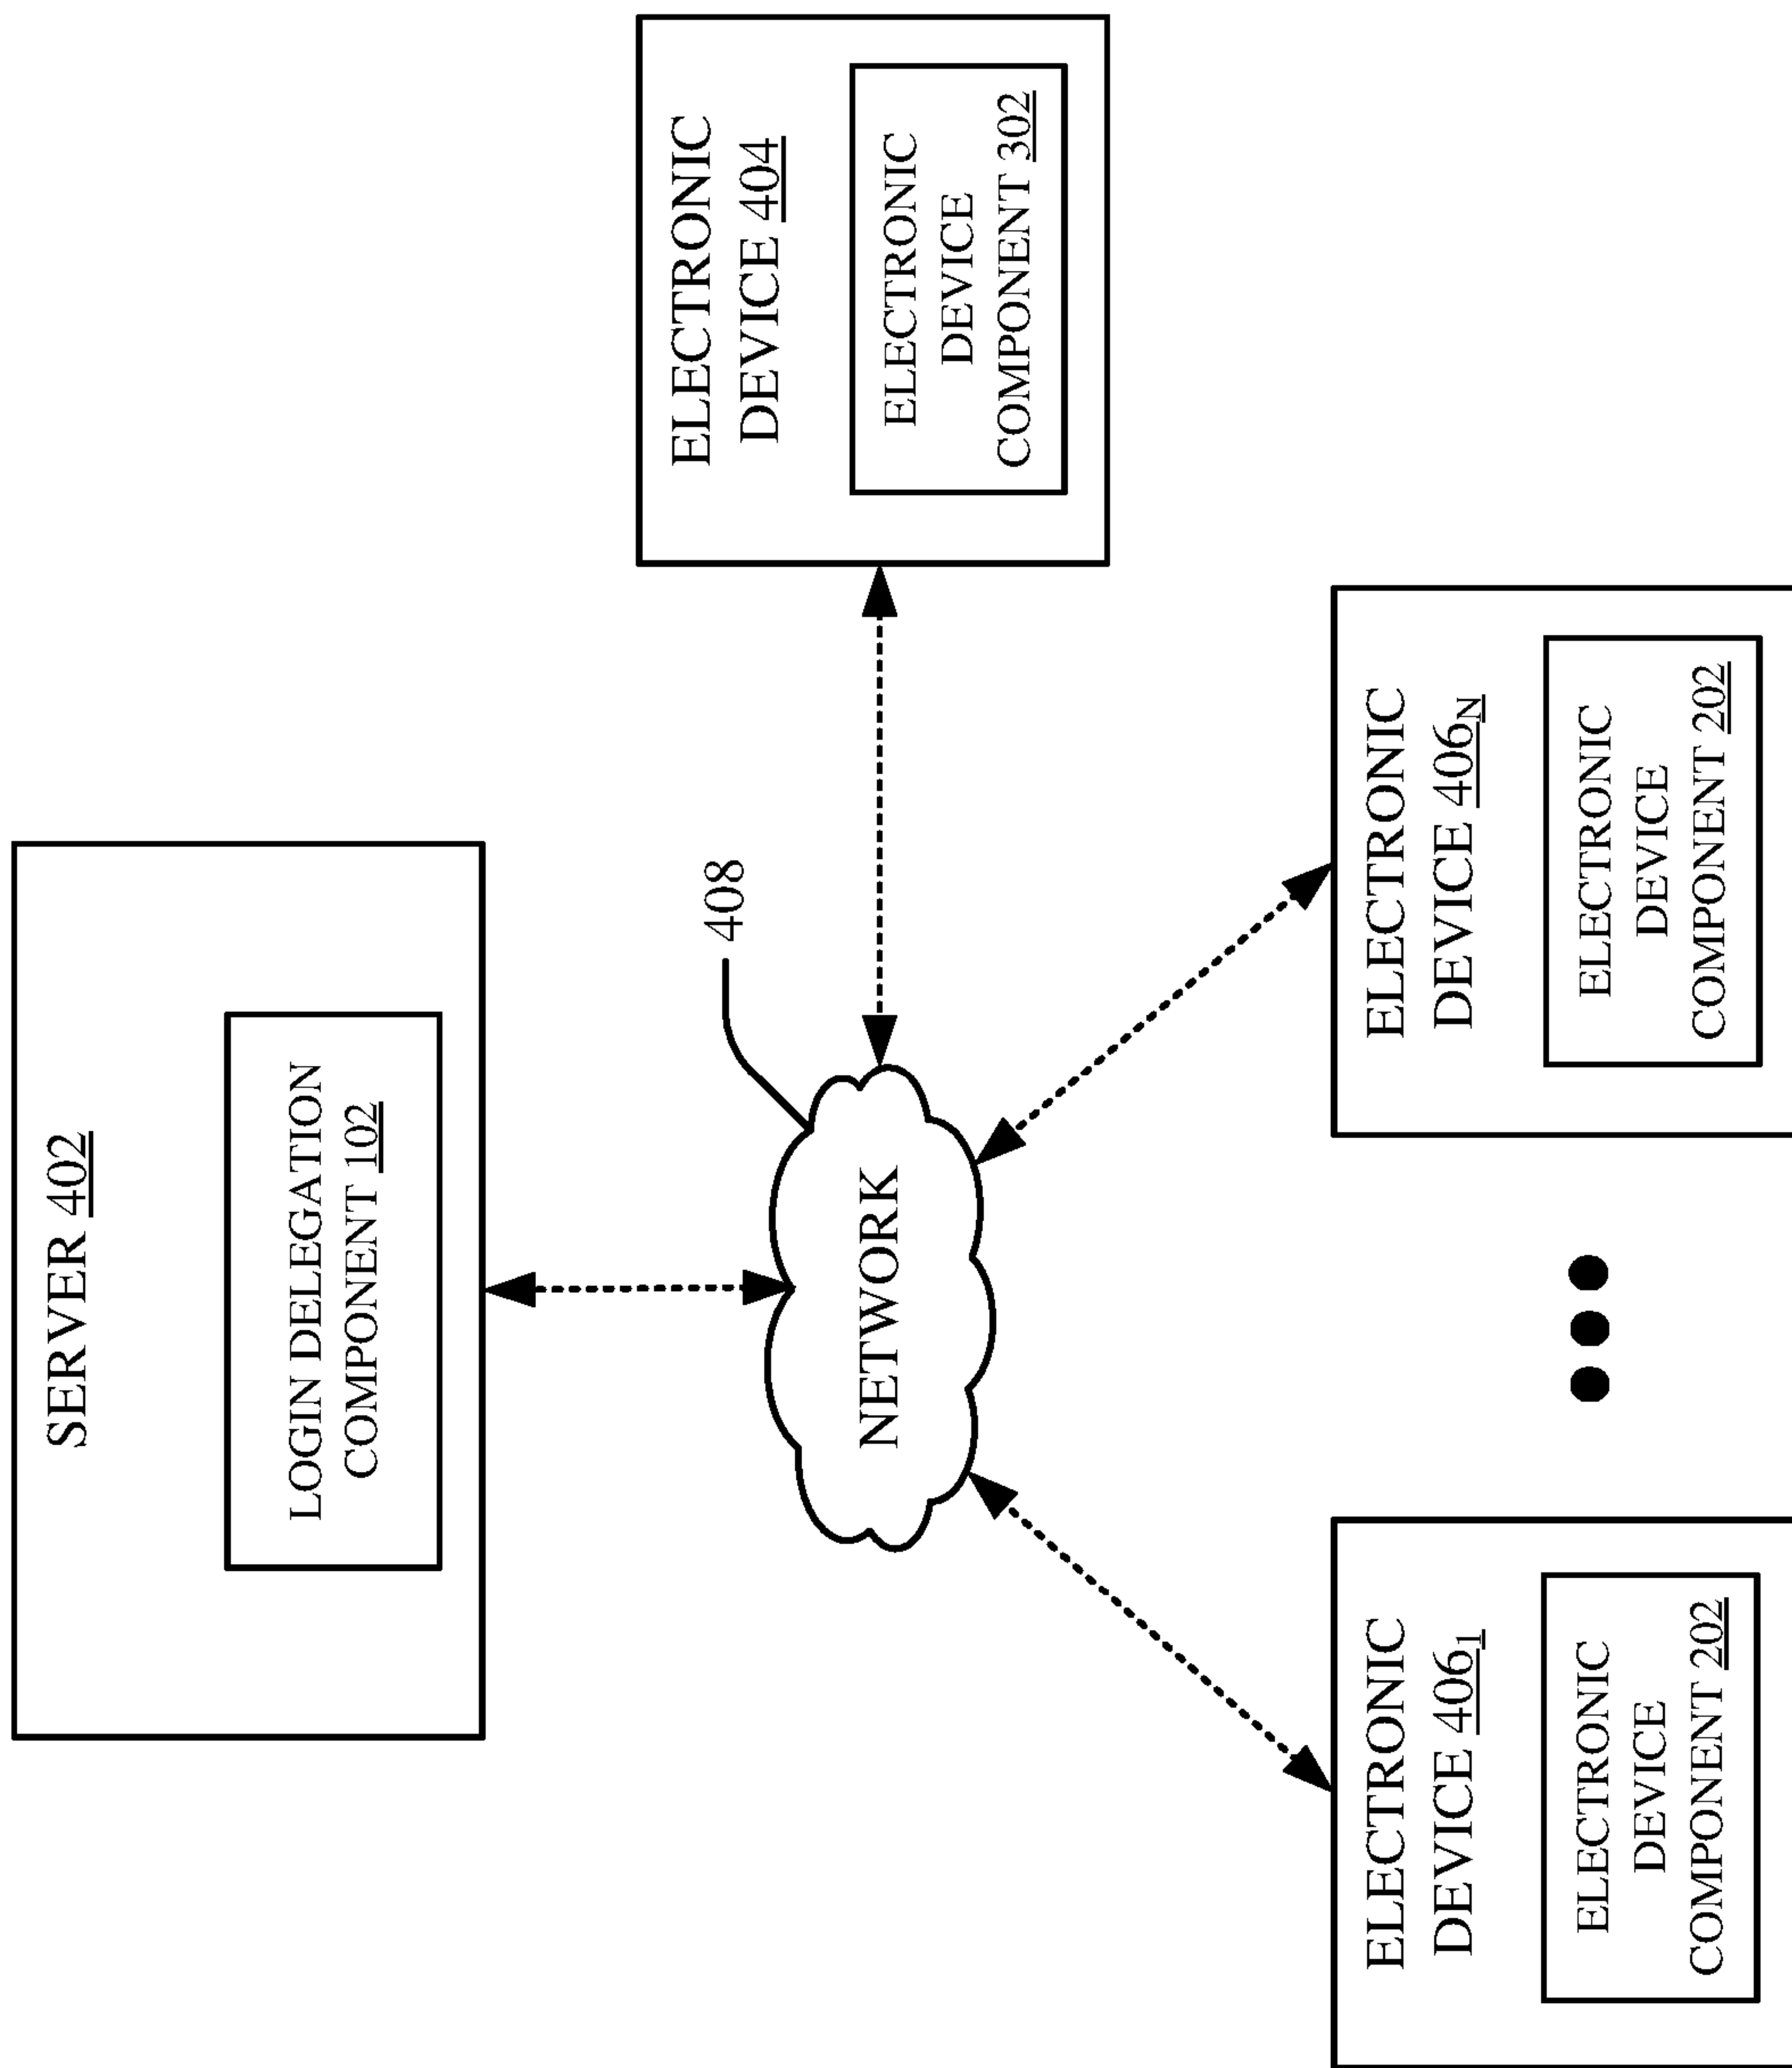 SERVER 402
LOGIN DELEGATION
COMPONENT 102
408
NETWORK
ELECTRONIC
DEVICE 404
ELECTRONIC
DEVICE
COMPONENT 302
ELECTRONIC
DEVICE 406₁
ELECTRONIC
DEVICE
COMPONENT 202
ELECTRONIC
DEVICE 406N
ELECTRONIC
DEVICE
COMPONENT 202